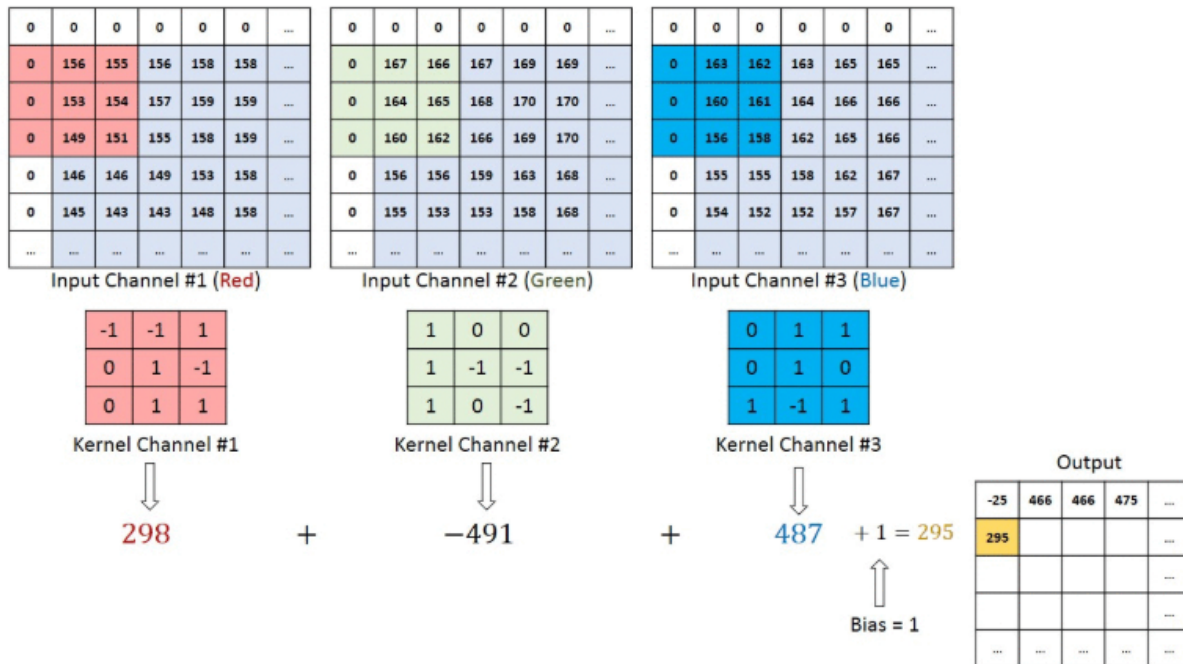 0 0 0 0 0 0 ...
0 156 155 156 158 158 ...
0 153 154 157 159 159 ...
0 149 151 155 158 159 ...
0 146 146 149 153 158 ...
0 145 143 143 148 158 ...
... ... ... ... ... ... ...
Input Channel #1 (Red)
0 0 0 0 0 0 ...
0 167 166 167 169 169 ...
0 164 165 168 170 170 ...
0 160 162 166 169 170 ...
0 156 156 159 163 168 ...
0 155 153 153 158 168 ...
... ... ... ... ... ... ...
Input Channel #2 (Green)
0 0 0 0 0 0 ...
0 163 162 163 165 165 ...
0 160 161 164 166 166 ...
0 156 158 162 165 166 ...
0 155 155 158 162 167 ...
0 154 152 152 157 167 ...
... ... ... ... ... ... ...
Input Channel #3 (Blue)
-1 -1 1
0 1 -1
0 1 1
Kernel Channel #1
1 0 0
1 -1 -1
1 0 -1
Kernel Channel #2
0 1 1
0 1 0
1 -1 1
Kernel Channel #3
298 + −491 + 487 + 1 = 295
Bias = 1
Output
-25 466 466 475 ...
295 ...
...
...
... ... ... ... ...